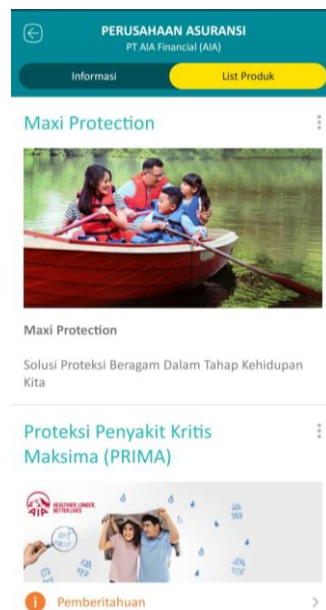 PERUSAHAAN ASURANSI
PT AIA Financial (AIA)
Informasi
List Produk
Maxi Protection
Maxi Protection
Solusi Proteksi Beragam Dalam Tahap Kehidupan
Kita
Proteksi Penyakit Kritis
Maksima (PRIMA)
AIA
HEALTHIER, LONGER,
BETTER LIVES
Pemberitahuan